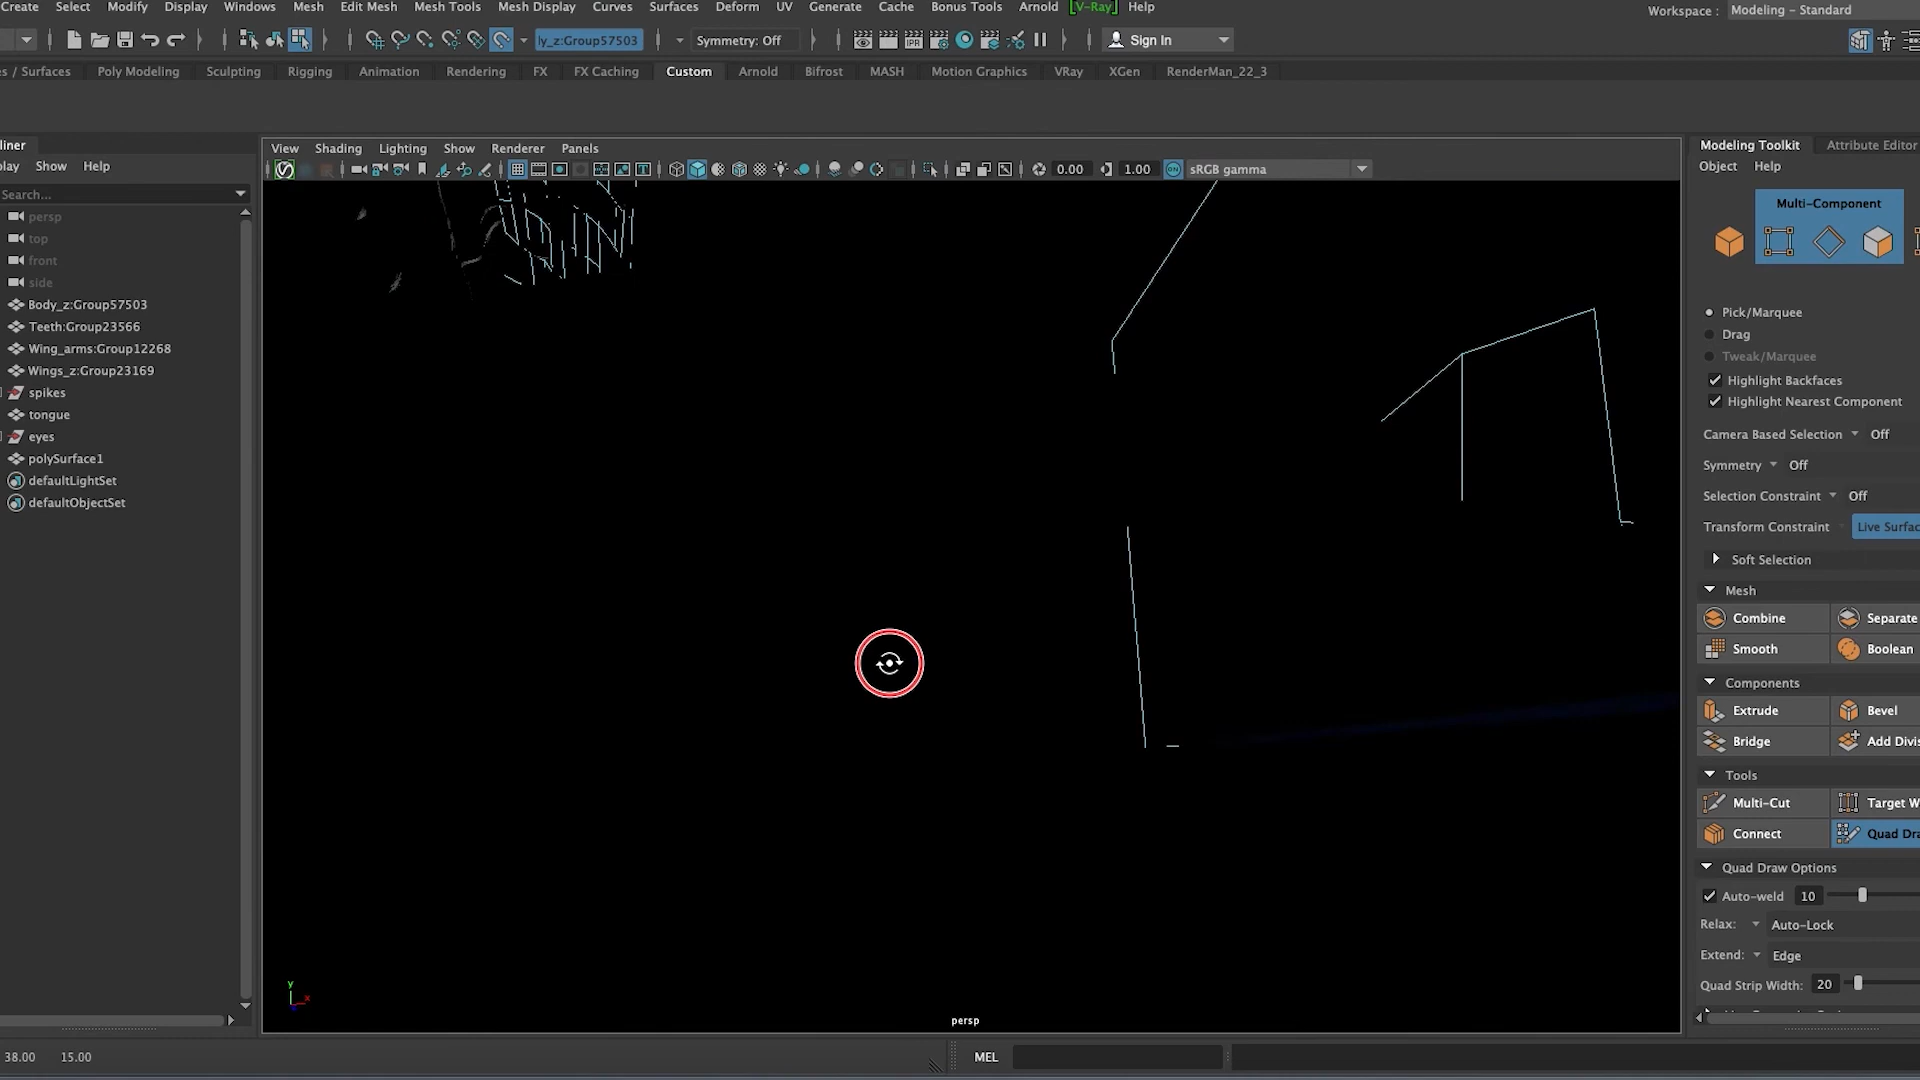 Create Select Modify Display Windows Mesh Edit Mesh Mesh Tools Mesh Display Curves Surfaces Deform UV Generate Cache Bonus Tools Arnold [V-Ray] Help
Workspace : Modeling - Standard
ly_z:Group57503 Symmetry: Off Sign In
s / Surfaces Poly Modeling Sculpting Rigging Animation Rendering FX FX Caching Custom Arnold Bifrost MASH Motion Graphics VRay XGen RenderMan_22_3
liner
play Show Help
Search...
persp
top
front
side
Body_z:Group57503
Teeth:Group23566
Wing_arms:Group12268
Wings_z:Group23169
spikes
tongue
eyes
polySurface1
defaultLightSet
defaultObjectSet
View Shading Lighting Show Renderer Panels
0.00 1.00 ON sRGB gamma
y
x
persp
Modeling Toolkit Attribute Editor
Object Help
Multi-Component
Pick/Marquee
Drag
Tweak/Marquee
Highlight Backfaces
Highlight Nearest Component
Camera Based Selection Off
Symmetry Off
Selection Constraint Off
Transform Constraint Live Surfac
Soft Selection
Mesh
Combine Separate
Smooth Boolean
Components
Extrude Bevel
Bridge Add Divis
Tools
Multi-Cut Target W
Connect Quad Dra
Quad Draw Options
Auto-weld 10
Relax: Auto-Lock
Extend: Edge
Quad Strip Width: 20
38.00 15.00 MEL